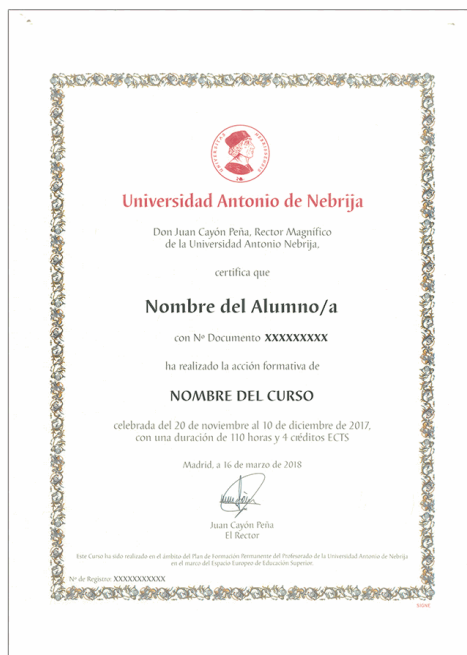 UNIVERSITAS NEBRISSENSIS
Universidad Antonio de Nebrija
Don Juan Cayón Peña, Rector Magnífico
de la Universidad Antonio Nebrija,
certifica que
Nombre del Alumno/a
con Nº Documento XXXXXXXXX
ha realizado la acción formativa de
NOMBRE DEL CURSO
celebrada del 20 de noviembre al 10 de diciembre de 2017,
con una duración de 110 horas y 4 créditos ECTS
Madrid, a 16 de marzo de 2018
Juan Cayón Peña
El Rector
Este Curso ha sido realizado en el ámbito del Plan de Formación Permanente del Profesorado de la Universidad Antonio de Nebrija
en el marco del Espacio Europeo de Educación Superior.
Nº de Registro: XXXXXXXXXXX
SIGNE